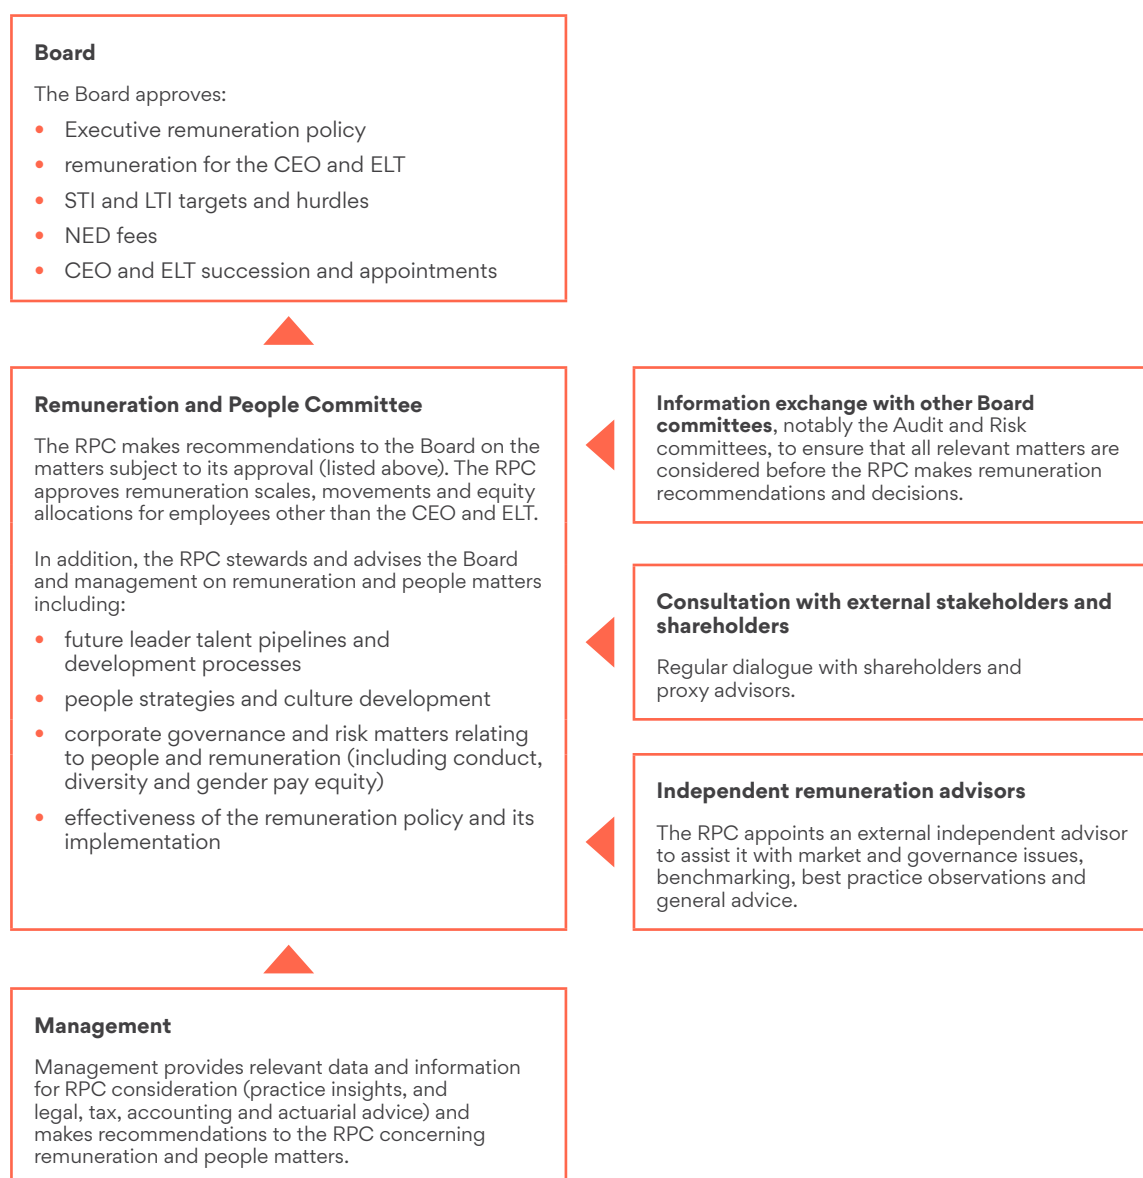 Board
The Board approves:
• Executive remuneration policy
• remuneration for the CEO and ELT
• STI and LTI targets and hurdles
• NED fees
• CEO and ELT succession and appointments
Remuneration and People Committee
The RPC makes recommendations to the Board on the
matters subject to its approval (listed above). The RPC
approves remuneration scales, movements and equity
allocations for employees other than the CEO and ELT.
In addition, the RPC stewards and advises the Board
and management on remuneration and people matters
including:
• future leader talent pipelines and
development processes
• people strategies and culture development
• corporate governance and risk matters relating
to people and remuneration (including conduct,
diversity and gender pay equity)
• effectiveness of the remuneration policy and its
implementation
Information exchange with other Board
committees, notably the Audit and Risk
committees, to ensure that all relevant matters are
considered before the RPC makes remuneration
recommendations and decisions.
Consultation with external stakeholders and
shareholders
Regular dialogue with shareholders and
proxy advisors.
Independent remuneration advisors
The RPC appoints an external independent advisor
to assist it with market and governance issues,
benchmarking, best practice observations and
general advice.
Management
Management provides relevant data and information
for RPC consideration (practice insights, and
legal, tax, accounting and actuarial advice) and
makes recommendations to the RPC concerning
remuneration and people matters.